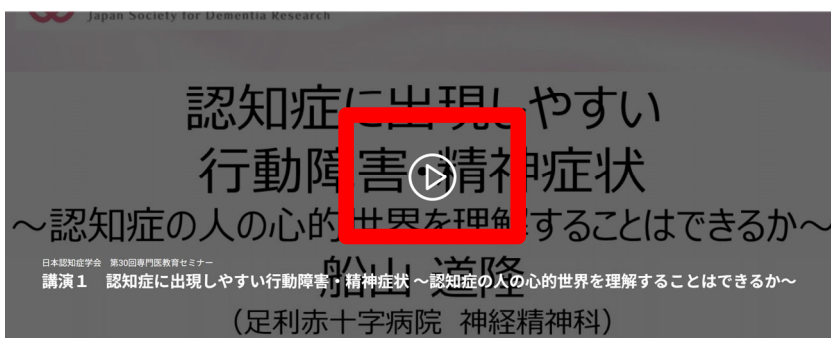 Japan Society for Dementia Research
認知症に出現しやすい
行動障害・精神症状
～認知症の人の心的世界を理解することはできるか～
日本認知症学会　第30回専門医教育セミナー
船山 道隆
講演１　認知症に出現しやすい行動障害・精神症状 ～認知症の人の心的世界を理解することはできるか～
（足利赤十字病院 神経精神科）